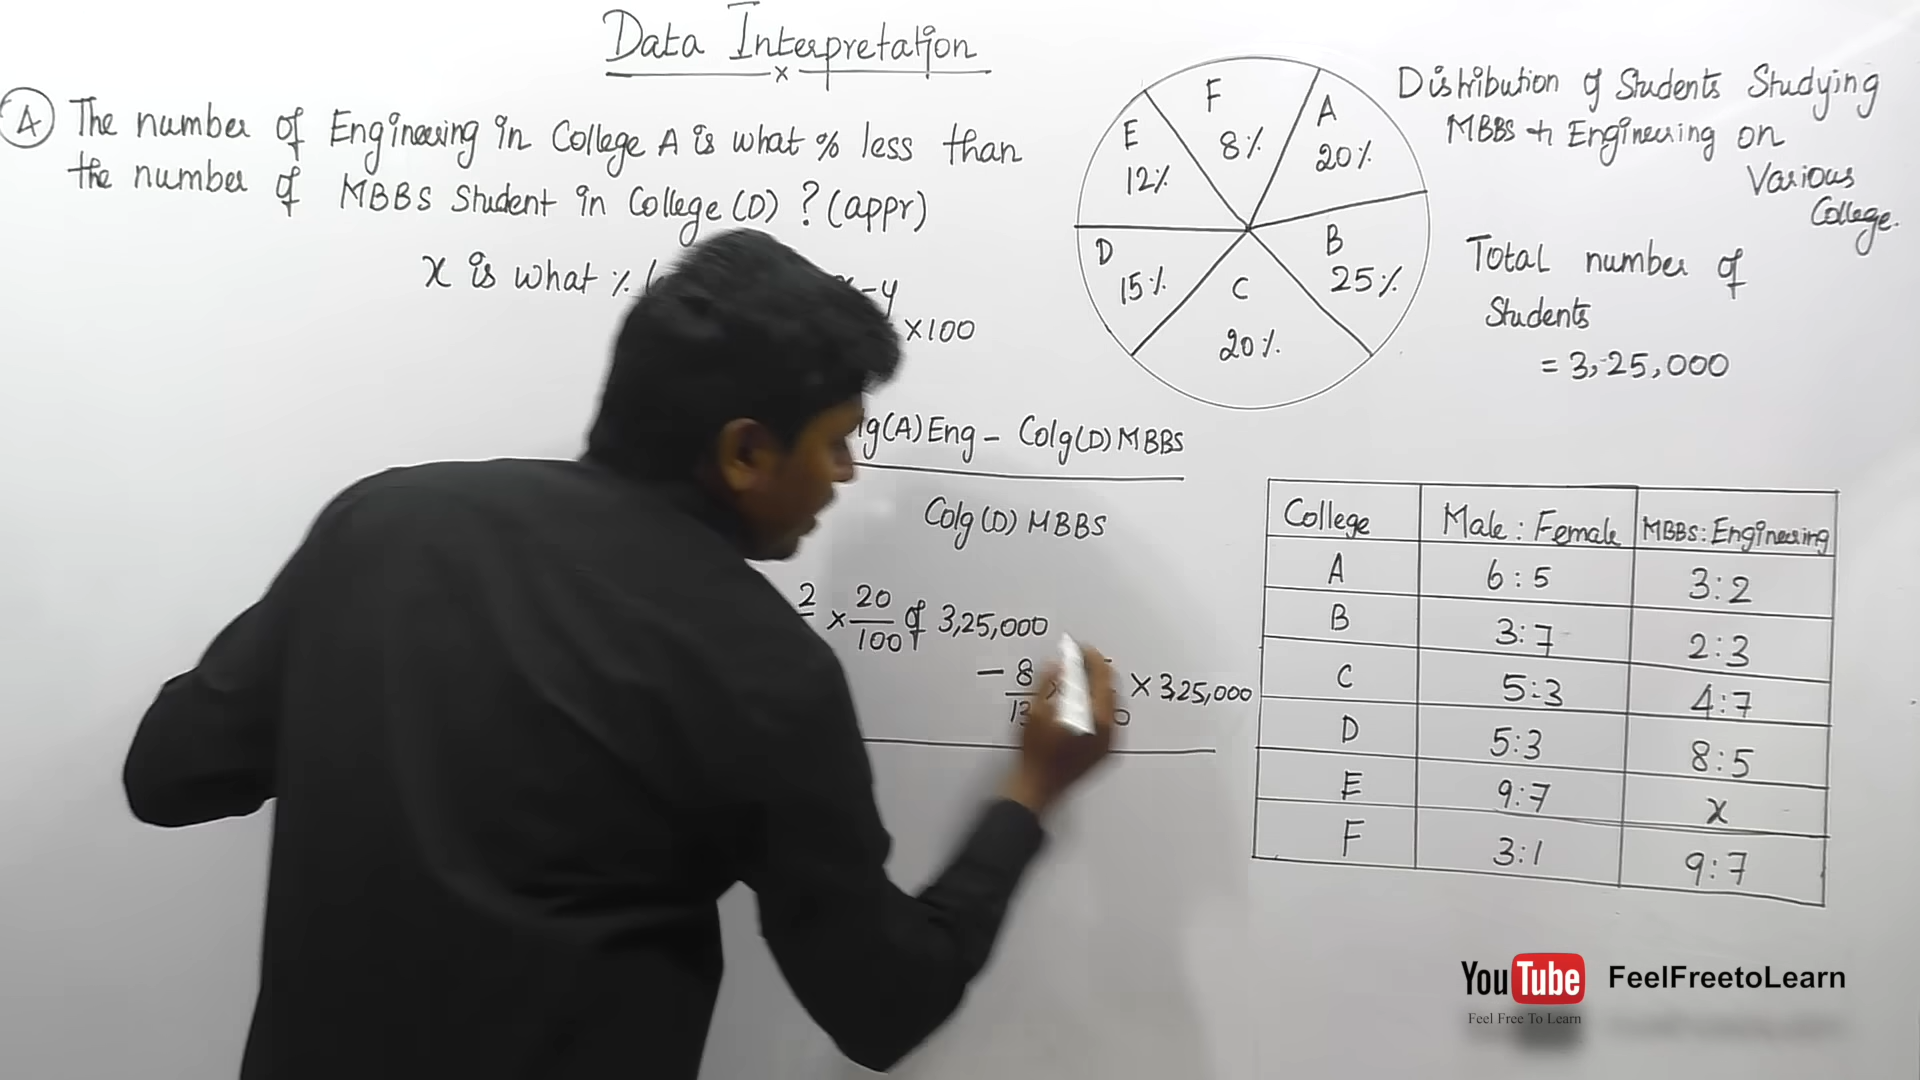 Data Interpretation
x
A The number of Engineering in College A is what % less than
the number of MBBS Student in College (D) ? (appr)
x is what %
x-y
×100
lg(A) Eng - Colg(D) MBBS
Colg (D) MBBS
2 × 20/100 of 3,25,000
- 8/13 × × 3,25,000
F
8%
A
20%
E
12%
B
25%
D
15%
C
20%
Distribution of Students Studying
MBBS & Engineering on
Various
College.
Total number of
Students
= 3,25,000
College Male : Female MBBS : Engineering
A 6 : 5 3 : 2
B 3 : 7 2 : 3
C 5 : 3 4 : 7
D 5 : 3 8 : 5
E 9 : 7 x
F 3 : 1 9 : 7
YouTube FeelFreetoLearn
Feel Free To Learn